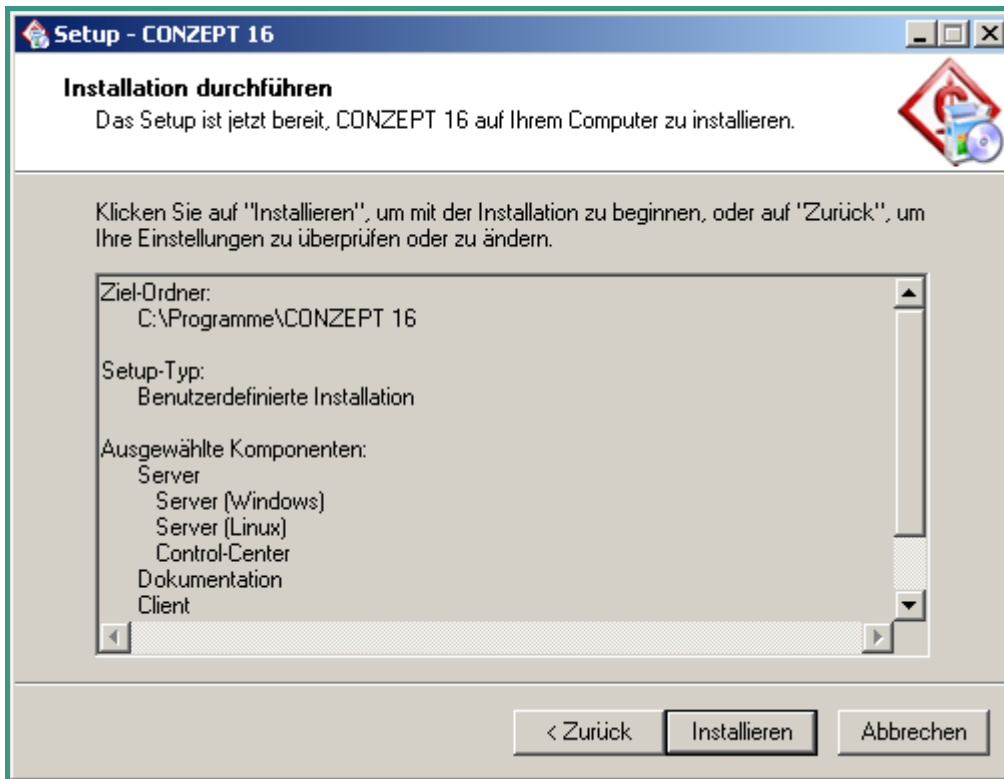 Setup - CONZEPT 16
Installation durchführen
Das Setup ist jetzt bereit, CONZEPT 16 auf Ihrem Computer zu installieren.
Klicken Sie auf "Installieren", um mit der Installation zu beginnen, oder auf "Zurück", um
Ihre Einstellungen zu überprüfen oder zu ändern.
Ziel-Ordner:
C:\Programme\CONZEPT 16
Setup-Typ:
Benutzerdefinierte Installation
Ausgewählte Komponenten:
Server
Server (Windows)
Server (Linux)
Control-Center
Dokumentation
Client
< Zurück
Installieren
Abbrechen